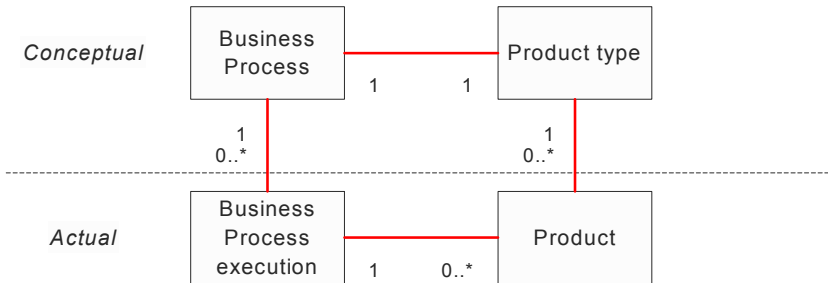 Conceptual
Business
Process
Product type
1 1
1
0..*
1
0..*
Actual
Business
Process
execution
Product
1 0..*